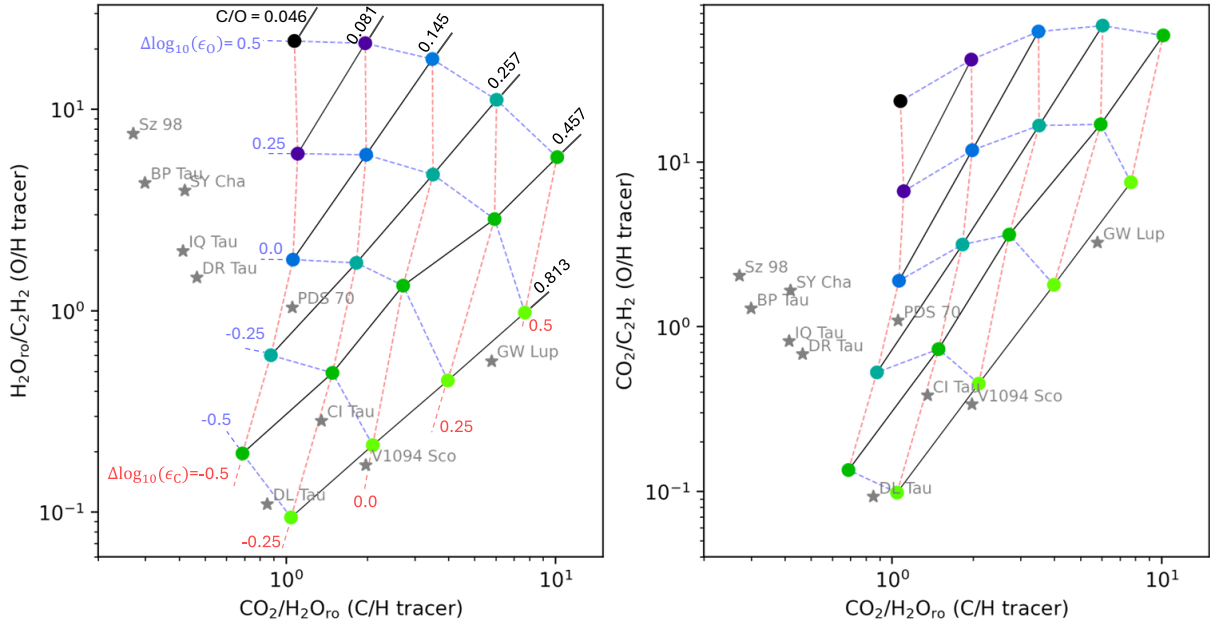 C/O = 0.046
0.081
0.145
0.257
0.457
0.813
Δlog₁₀(ϵ_O)= 0.5
0.25
0.0
-0.25
-0.5
Δlog₁₀(ϵ_C)=-0.5
-0.25
0.0
0.25
0.5
Sz 98
BP Tau
SY Cha
IQ Tau
DR Tau
PDS 70
GW Lup
CI Tau
V1094 Sco
DL Tau
10¹
10⁰
10⁻¹
H₂O_ro/C₂H₂ (O/H tracer)
10⁰
10¹
CO₂/H₂O_ro (C/H tracer)
GW Lup
Sz 98
SY Cha
BP Tau
PDS 70
IQ Tau
DR Tau
CI Tau
V1094 Sco
DL Tau
10¹
10⁰
10⁻¹
CO₂/C₂H₂ (O/H tracer)
10⁰
10¹
CO₂/H₂O_ro (C/H tracer)